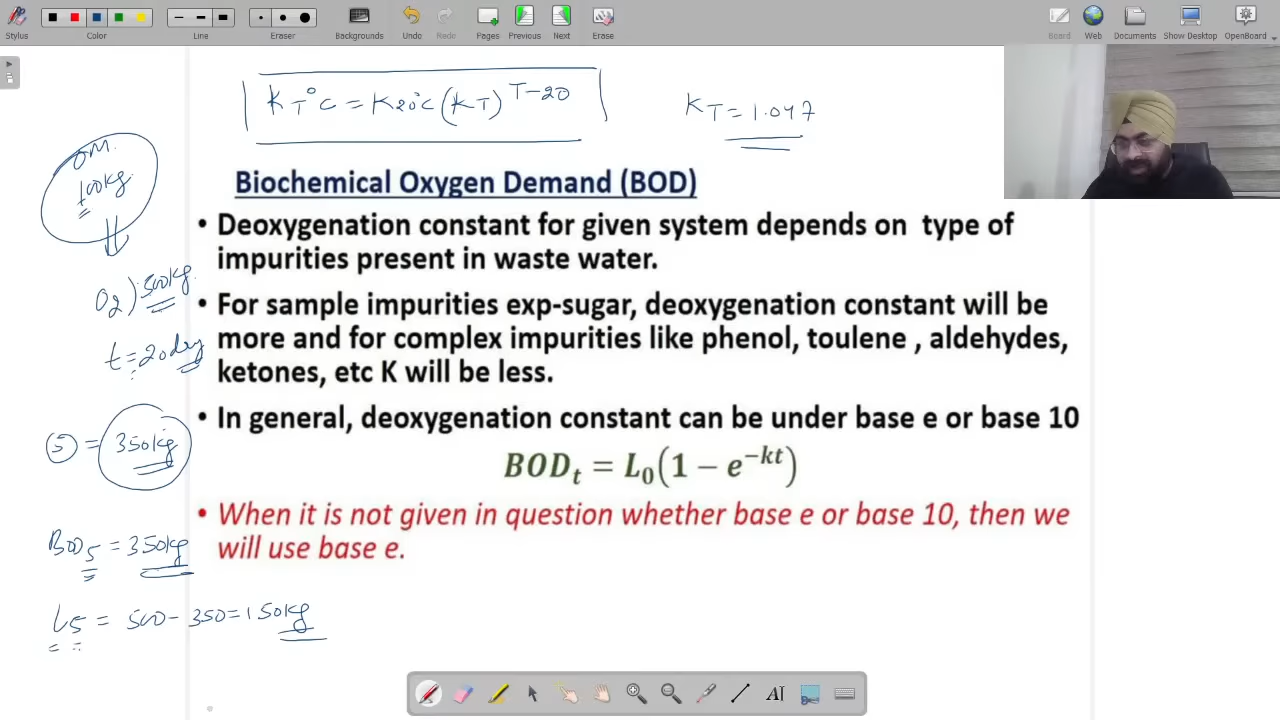 Stylus
Color
Line
Eraser
Backgrounds
Undo
Redo
Pages
Previous
Next
Erase
Board
Web
Documents
Show Desktop
OpenBoard
KT°C = K20°C (KT)^T-20
KT = 1.047
O.M.
100kg
Biochemical Oxygen Demand (BOD)
• Deoxygenation constant for given system depends on type of
impurities present in waste water.
O2) 500kg.
• For sample impurities exp-sugar, deoxygenation constant will be
more and for complex impurities like phenol, toulene , aldehydes,
ketones, etc K will be less.
t = 20day
• In general, deoxygenation constant can be under base e or base 10
5 = 350kg
BODt = L0(1 − e^−kt)
• When it is not given in question whether base e or base 10, then we
will use base e.
BOD5 = 350kg
L5 = 500 - 350 = 150kg